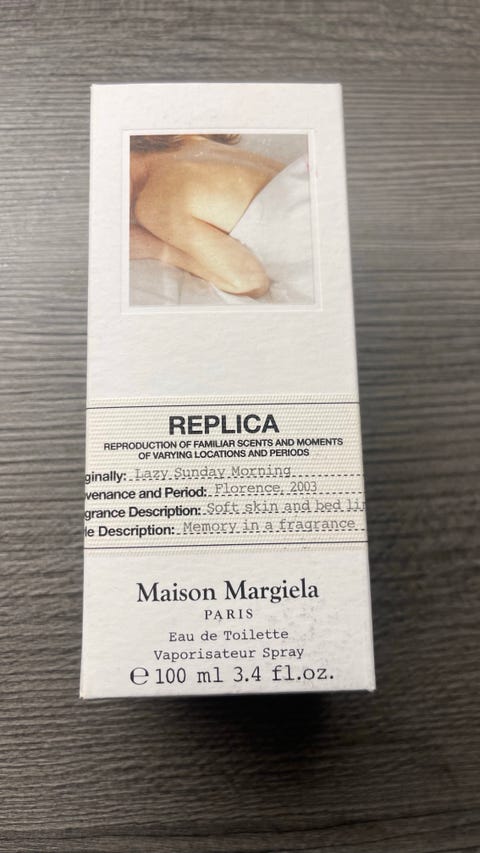 REPLICA
REPRODUCTION OF FAMILIAR SCENTS AND MOMENTS
OF VARYING LOCATIONS AND PERIODS
ginally: Lazy Sunday Morning
venance and Period: Florence, 2003
grance Description: Soft skin and bed li
le Description: Memory in a fragrance
Maison Margiela
PARIS
Eau de Toilette
Vaporisateur Spray
℮ 100 ml 3.4 fl.oz.